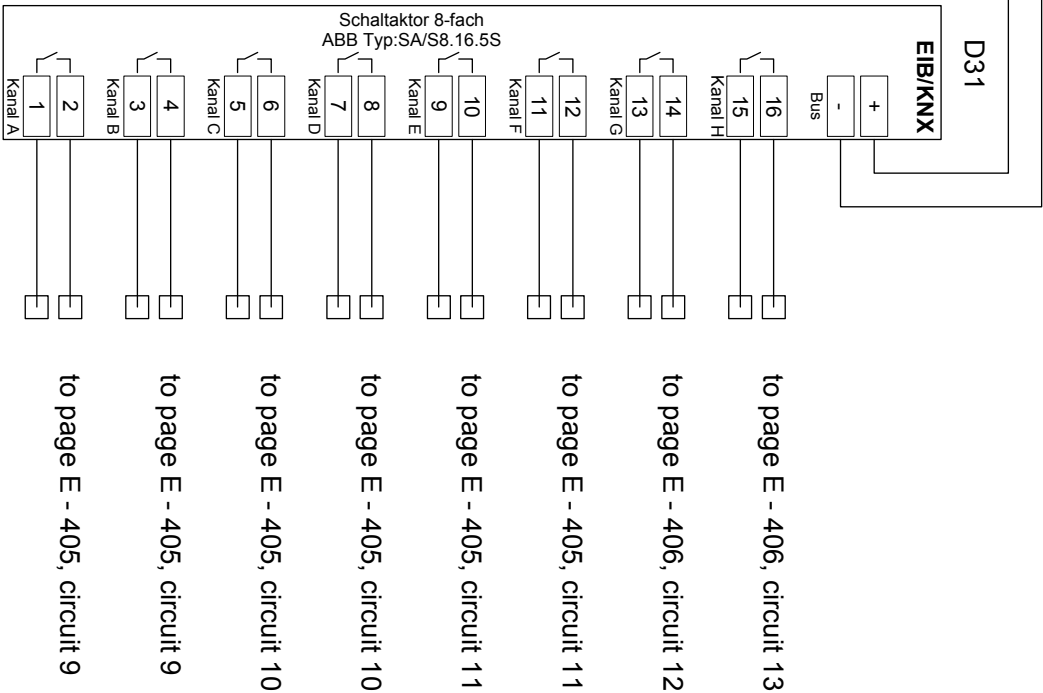 Schaltaktor 8-fach
ABB Typ:SA/S8.16.5S
D31
EIB/KNX
+
-
Bus
16
15
Kanal H
14
13
Kanal G
12
11
Kanal F
10
9
Kanal E
8
7
Kanal D
6
5
Kanal C
4
3
Kanal B
2
1
Kanal A
to page E - 406, circuit 13
to page E - 406, circuit 12
to page E - 405, circuit 11
to page E - 405, circuit 11
to page E - 405, circuit 10
to page E - 405, circuit 10
to page E - 405, circuit 9
to page E - 405, circuit 9